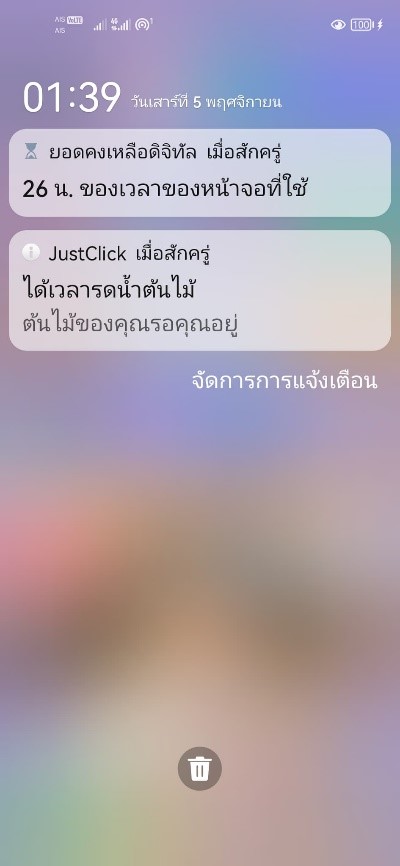 AIS VoLTE
AIS
4G
100
01:39 วันเสาร์ที่ 5 พฤศจิกายน
ยอดคงเหลือดิจิทัล เมื่อสักครู่
26 น. ของเวลาของหน้าจอที่ใช้
JustClick เมื่อสักครู่
ได้เวลารดน้ำต้นไม้
ต้นไม้ของคุณรอคุณอยู่
จัดการการแจ้งเตือน